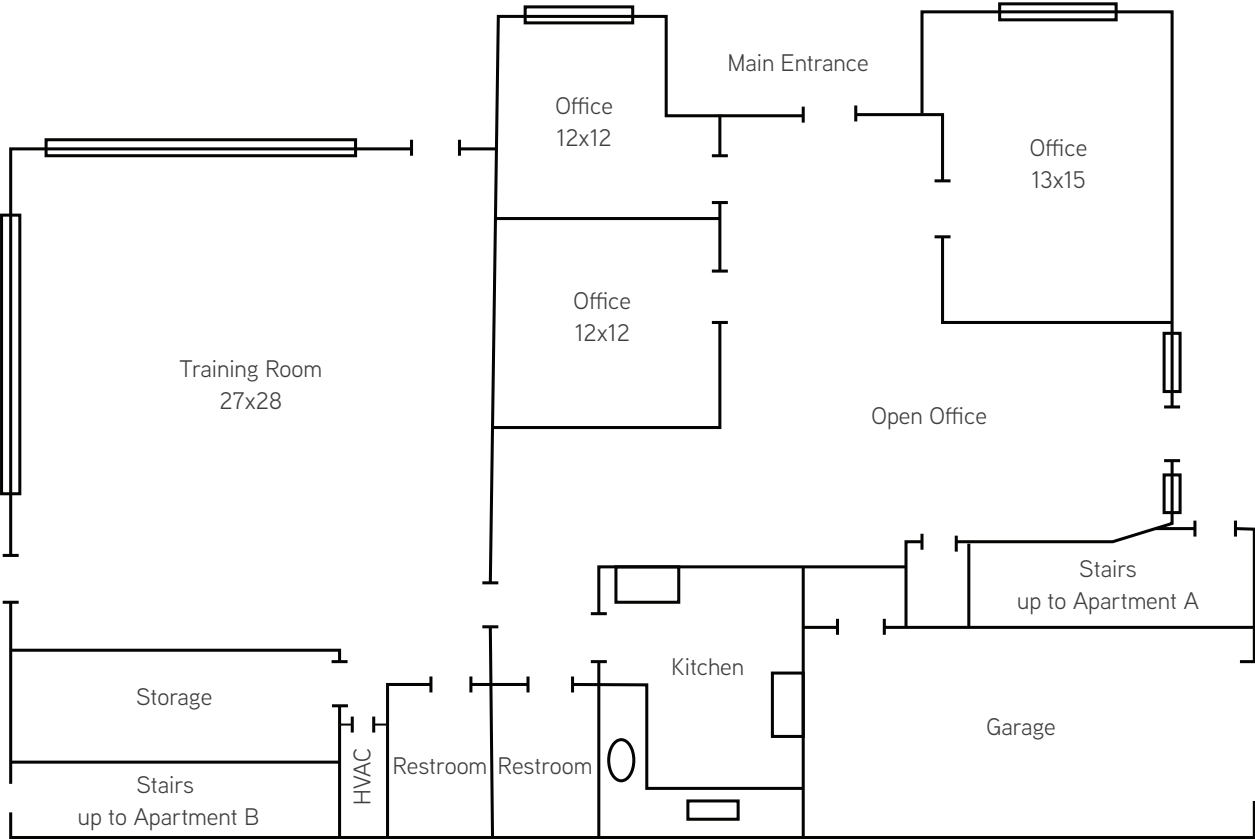 Main Entrance
Office
12x12
Office
13x15
Office
12x12
Training Room
27x28
Open Office
Stairs
up to Apartment A
Kitchen
Storage
Garage
HVAC
Restroom
Restroom
Stairs
up to Apartment B